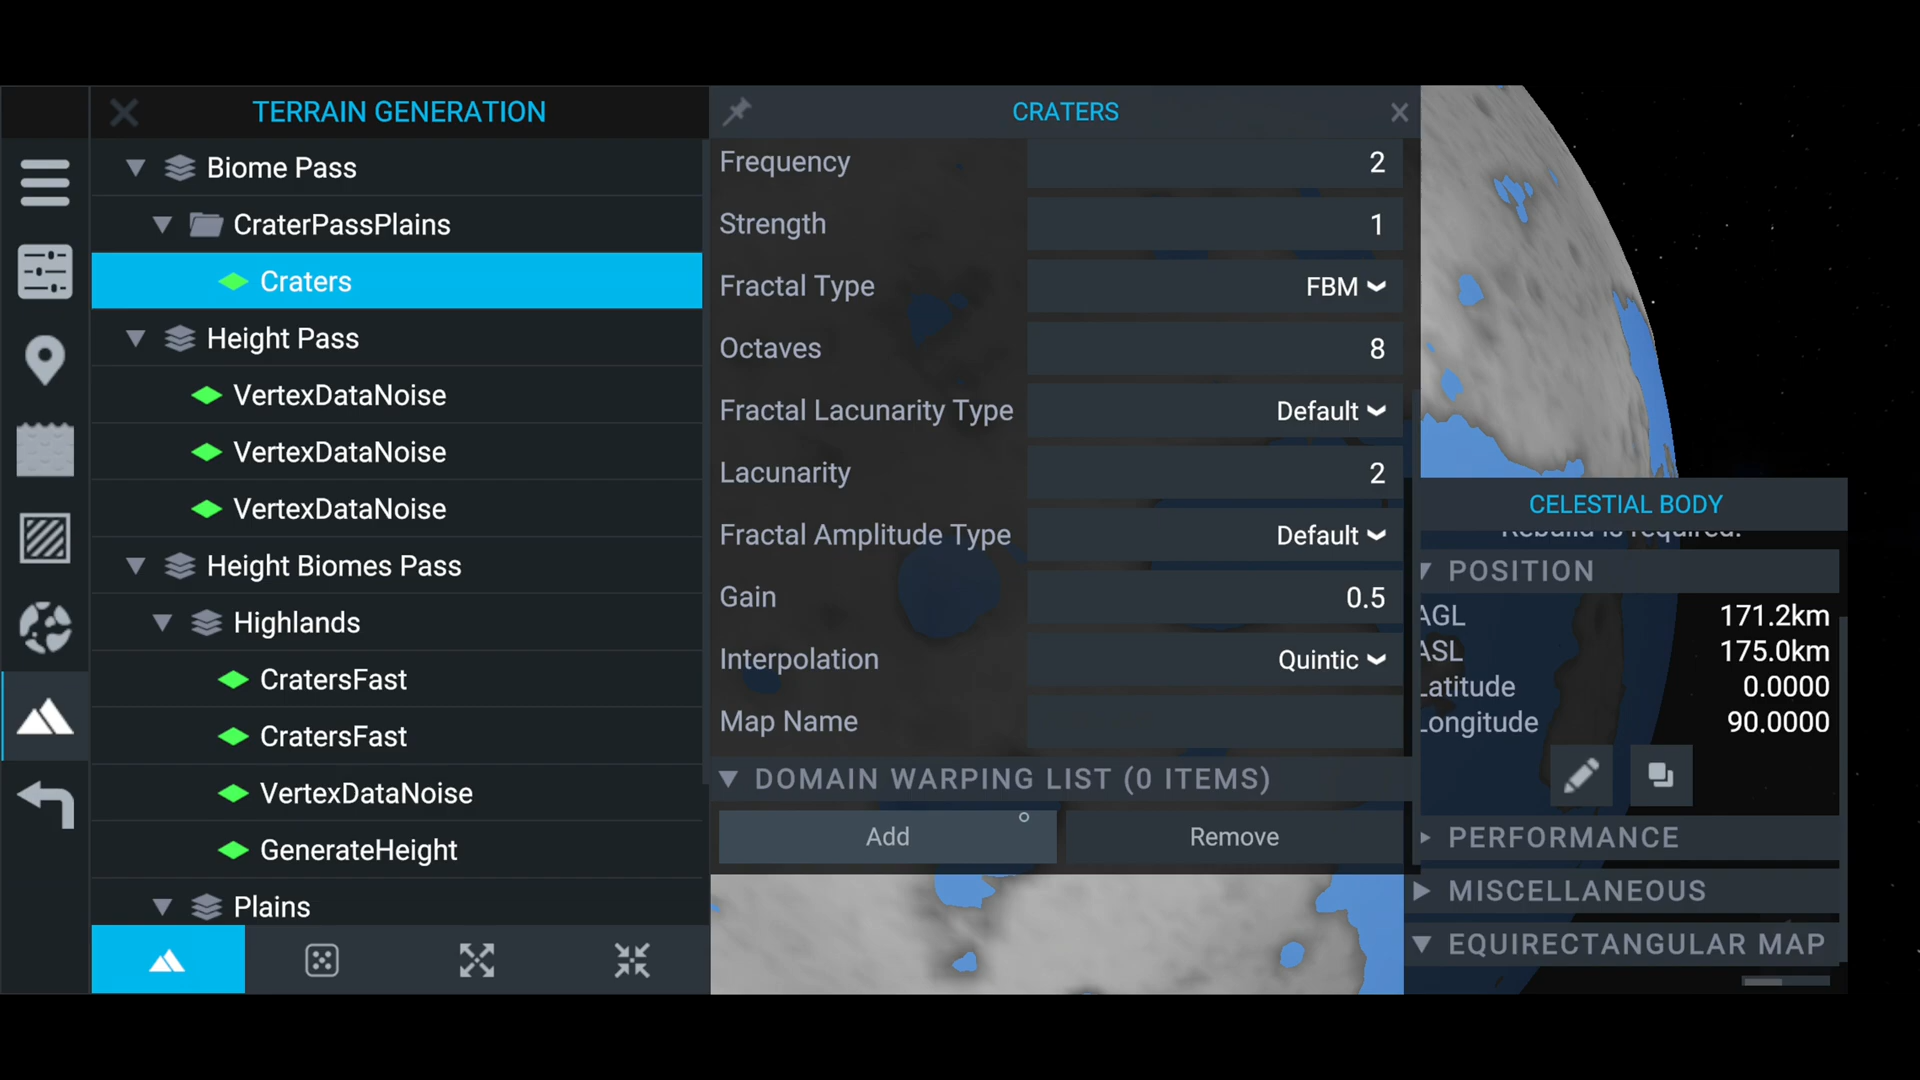 TERRAIN GENERATION
Biome Pass
CraterPassPlains
Craters
Height Pass
VertexDataNoise
VertexDataNoise
VertexDataNoise
Height Biomes Pass
Highlands
CratersFast
CratersFast
VertexDataNoise
GenerateHeight
Plains
CRATERS
Frequency 2
Strength 1
Fractal Type FBM
Octaves 8
Fractal Lacunarity Type Default
Lacunarity 2
Fractal Amplitude Type Default
Gain 0.5
Interpolation Quintic
Map Name
DOMAIN WARPING LIST (0 ITEMS)
Add Remove
CELESTIAL BODY
Rebuild is required.
POSITION
AGL 171.2km
ASL 175.0km
Latitude 0.0000
Longitude 90.0000
PERFORMANCE
MISCELLANEOUS
EQUIRECTANGULAR MAP